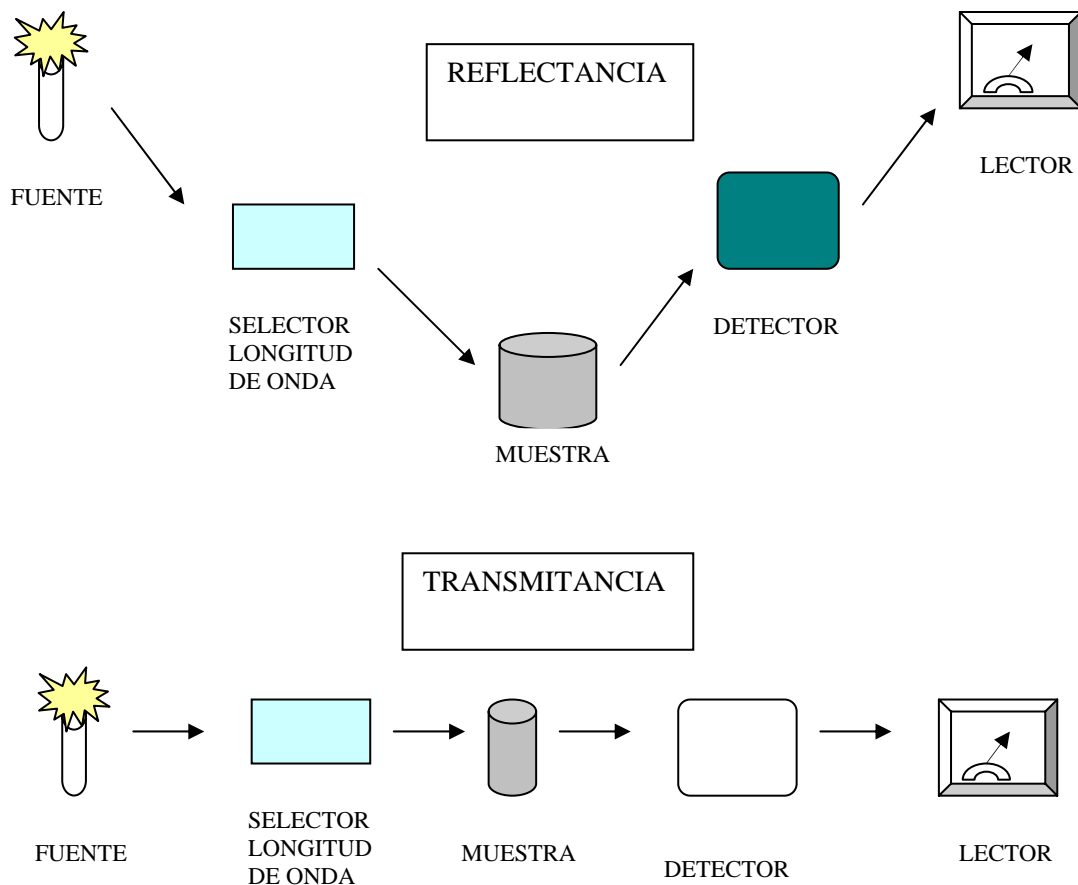 REFLECTANCIA
FUENTE
LECTOR
SELECTOR
LONGITUD
DE ONDA
DETECTOR
MUESTRA
TRANSMITANCIA
FUENTE
SELECTOR
LONGITUD
DE ONDA
MUESTRA
DETECTOR
LECTOR